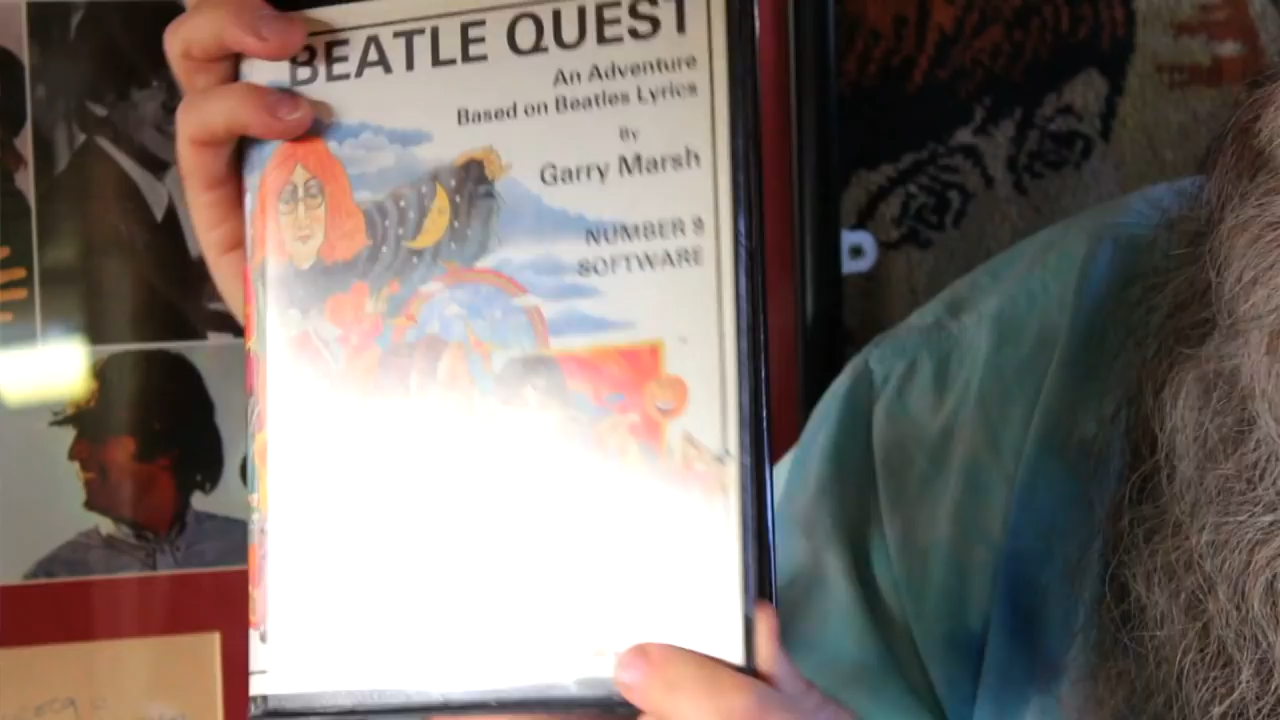 BEATLE QUEST
An Adventure
Based on Beatles Lyrics
By
Garry Marsh
NUMBER 9
SOFTWARE